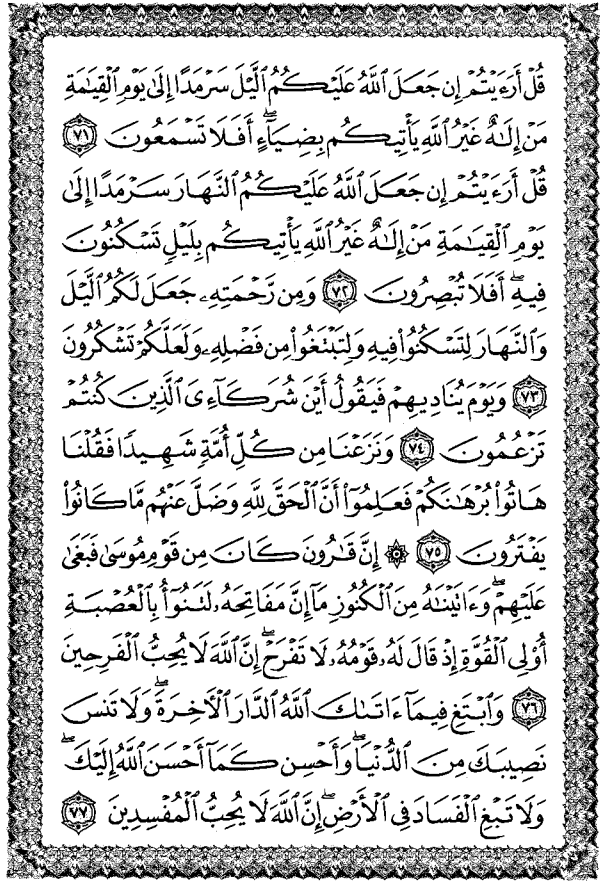 قُلْ أَرَءَيْتُمْ إِن جَعَلَ ٱللَّهُ عَلَيْكُمُ ٱلَّيْلَ سَرْمَدًا إِلَىٰ يَوْمِ ٱلْقِيَٰمَةِ
مَنْ إِلَٰهٌ غَيْرُ ٱللَّهِ يَأْتِيكُم بِضِيَآءٍ ۖ أَفَلَا تَسْمَعُونَ ٧١
قُلْ أَرَءَيْتُمْ إِن جَعَلَ ٱللَّهُ عَلَيْكُمُ ٱلنَّهَارَ سَرْمَدًا إِلَىٰ
يَوْمِ ٱلْقِيَٰمَةِ مَنْ إِلَٰهٌ غَيْرُ ٱللَّهِ يَأْتِيكُم بِلَيْلٍ تَسْكُنُونَ
فِيهِ ۖ أَفَلَا تُبْصِرُونَ ٧٢ وَمِن رَّحْمَتِهِۦ جَعَلَ لَكُمُ ٱلَّيْلَ
وَٱلنَّهَارَ لِتَسْكُنُوا۟ فِيهِ وَلِتَبْتَغُوا۟ مِن فَضْلِهِۦ وَلَعَلَّكُمْ تَشْكُرُونَ
٧٣ وَيَوْمَ يُنَادِيهِمْ فَيَقُولُ أَيْنَ شُرَكَآءِىَ ٱلَّذِينَ كُنتُمْ
تَزْعُمُونَ ٧٤ وَنَزَعْنَا مِن كُلِّ أُمَّةٍ شَهِيدًا فَقُلْنَا
هَاتُوا۟ بُرْهَٰنَكُمْ فَعَلِمُوٓا۟ أَنَّ ٱلْحَقَّ لِلَّهِ وَضَلَّ عَنْهُم مَّا كَانُوا۟
يَفْتَرُونَ ٧٥ ۞ إِنَّ قَٰرُونَ كَانَ مِن قَوْمِ مُوسَىٰ فَبَغَىٰ
عَلَيْهِمْ ۖ وَءَاتَيْنَٰهُ مِنَ ٱلْكُنُوزِ مَآ إِنَّ مَفَاتِحَهُۥ لَتَنُوٓأُ بِٱلْعُصْبَةِ
أُو۟لِى ٱلْقُوَّةِ إِذْ قَالَ لَهُۥ قَوْمُهُۥ لَا تَفْرَحْ ۖ إِنَّ ٱللَّهَ لَا يُحِبُّ ٱلْفَرِحِينَ
٧٦ وَٱبْتَغِ فِيمَآ ءَاتَىٰكَ ٱللَّهُ ٱلدَّارَ ٱلْءَاخِرَةَ ۖ وَلَا تَنسَ
نَصِيبَكَ مِنَ ٱلدُّنْيَا ۖ وَأَحْسِن كَمَآ أَحْسَنَ ٱللَّهُ إِلَيْكَ ۖ
وَلَا تَبْغِ ٱلْفَسَادَ فِى ٱلْأَرْضِ ۖ إِنَّ ٱللَّهَ لَا يُحِبُّ ٱلْمُفْسِدِينَ ٧٧